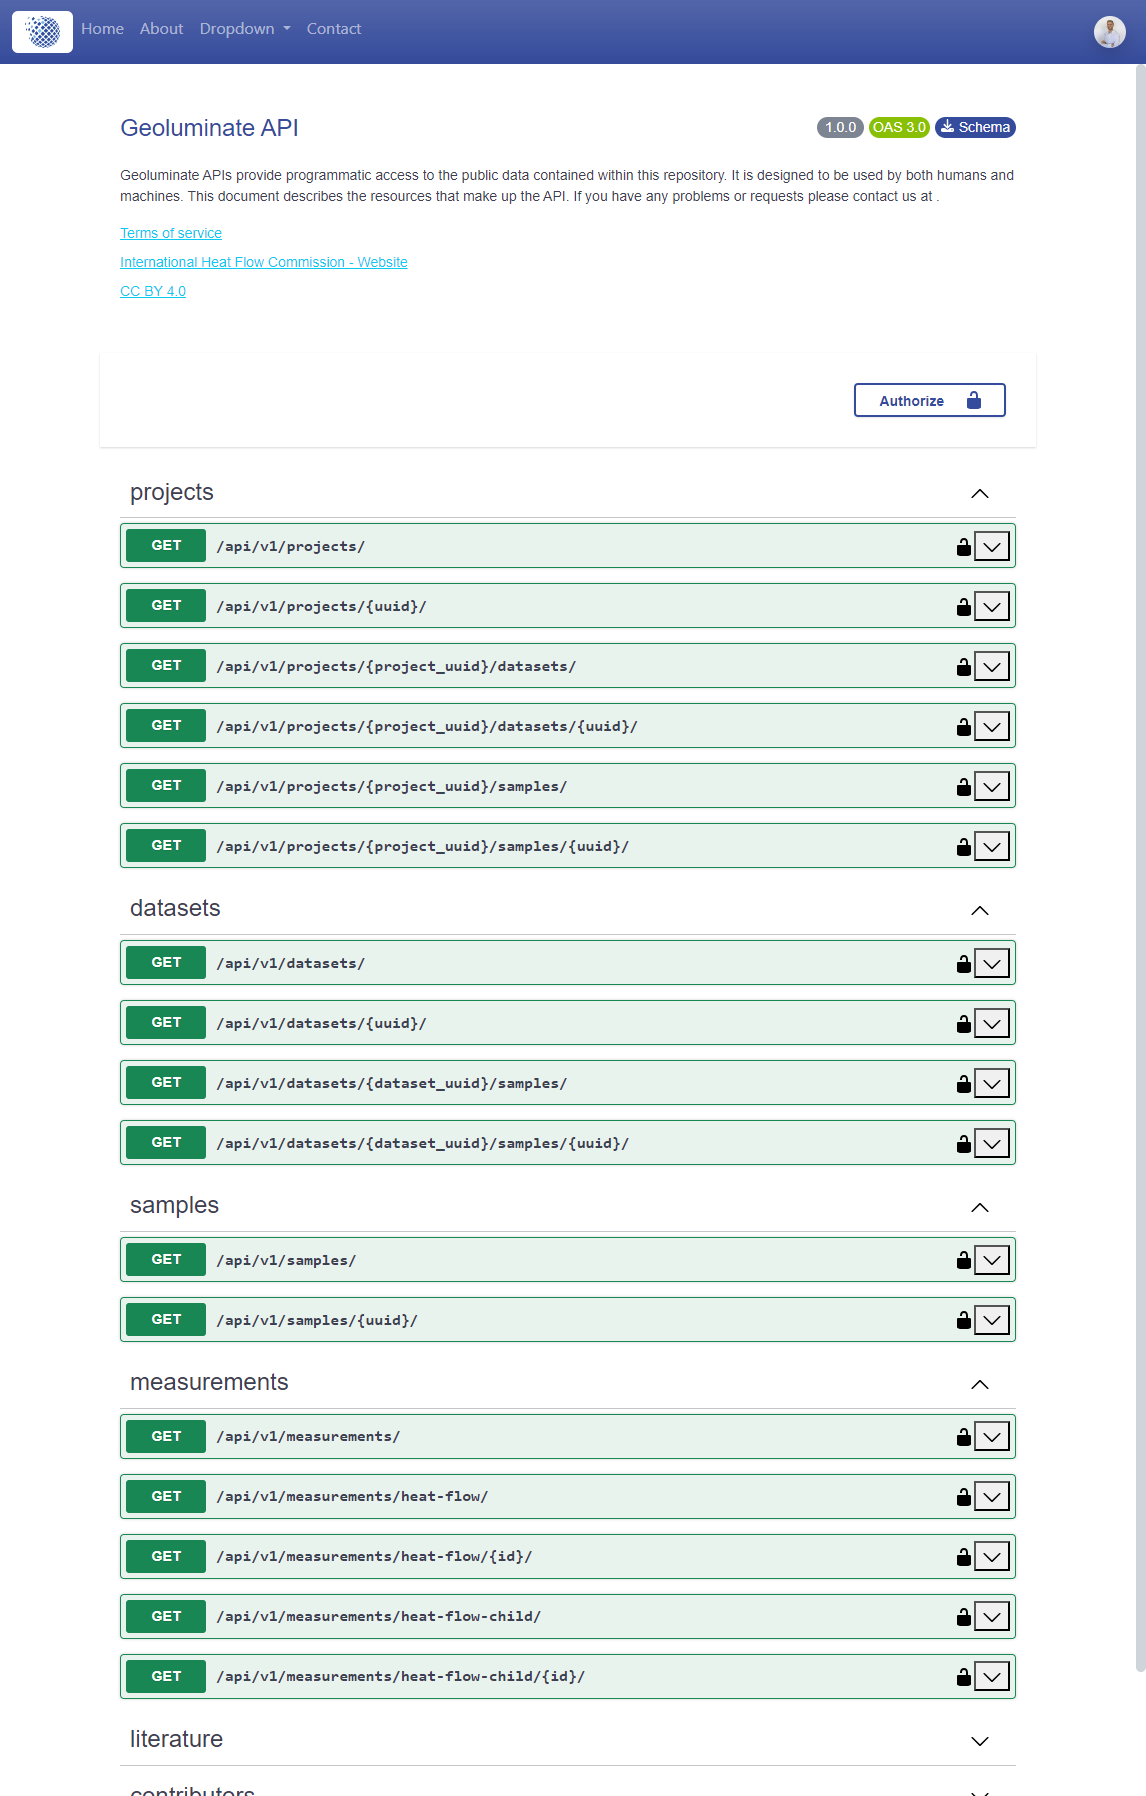 Home About Dropdown Contact
Geoluminate API 1.0.0 OAS 3.0 Schema
Geoluminate APIs provide programmatic access to the public data contained within this repository. It is designed to be used by both humans and
machines. This document describes the resources that make up the API. If you have any problems or requests please contact us at .
Terms of service
International Heat Flow Commission - Website
CC BY 4.0
Authorize
projects
GET /api/v1/projects/
GET /api/v1/projects/{uuid}/
GET /api/v1/projects/{project_uuid}/datasets/
GET /api/v1/projects/{project_uuid}/datasets/{uuid}/
GET /api/v1/projects/{project_uuid}/samples/
GET /api/v1/projects/{project_uuid}/samples/{uuid}/
datasets
GET /api/v1/datasets/
GET /api/v1/datasets/{uuid}/
GET /api/v1/datasets/{dataset_uuid}/samples/
GET /api/v1/datasets/{dataset_uuid}/samples/{uuid}/
samples
GET /api/v1/samples/
GET /api/v1/samples/{uuid}/
measurements
GET /api/v1/measurements/
GET /api/v1/measurements/heat-flow/
GET /api/v1/measurements/heat-flow/{id}/
GET /api/v1/measurements/heat-flow-child/
GET /api/v1/measurements/heat-flow-child/{id}/
literature
contributors